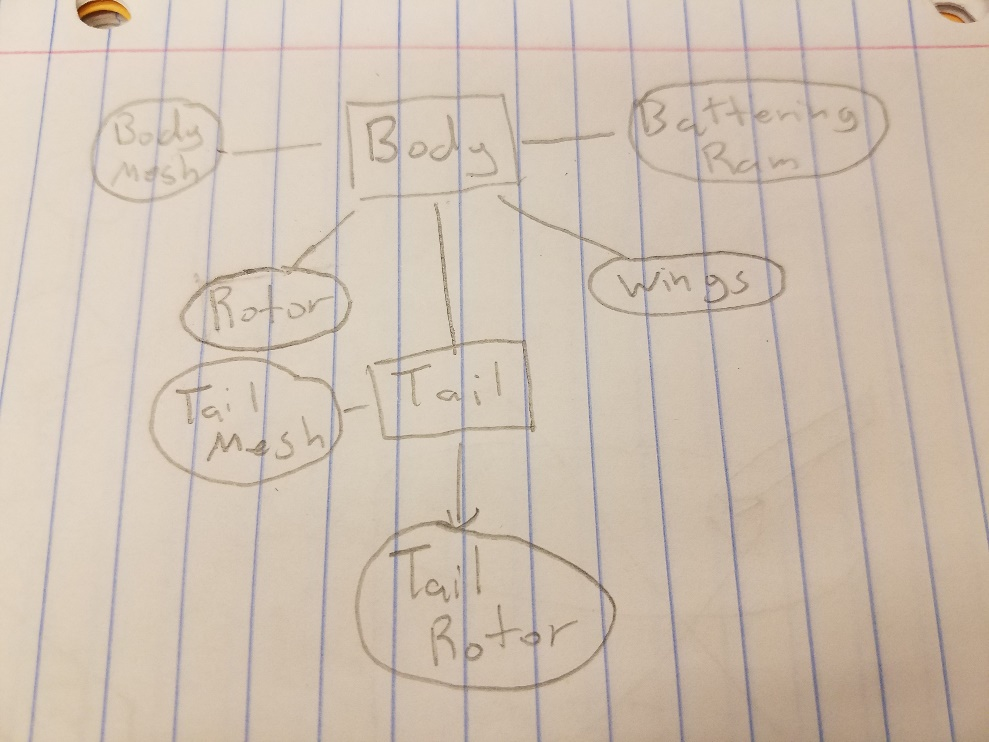 Body
Mesh
Body
Battering
Ram
Rotor
Wings
Tail
Mesh
Tail
Tail
Rotor